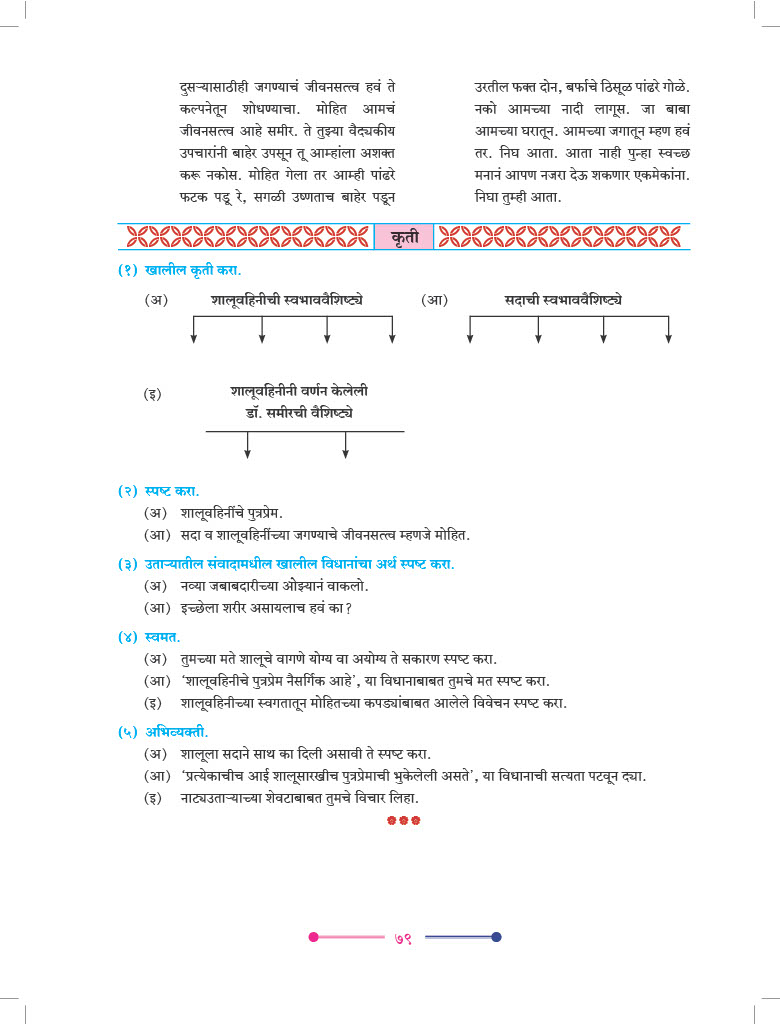 दुसऱ्यासाठीही जगण्याचं जीवनसत्त्व हवं ते
कल्पनेतून शोधण्याचा. मोहित आमचं
जीवनसत्त्व आहे समीर. ते तुझ्या वैद्यकीय
उपचारांनी बाहेर उपसून तू आम्हांला अशक्त
करू नकोस. मोहित गेला तर आम्ही पांढरे
फटक पडू रे, सगळी उष्णताच बाहेर पडून
उरतील फक्त दोन, बर्फाचे ठिसूळ पांढरे गोळे.
नको आमच्या नादी लागूस. जा बाबा
आमच्या घरातून. आमच्या जगातून म्हण हवं
तर. निघ आता. आता नाही पुन्हा स्वच्छ
मनानं आपण नजरा देऊ शकणार एकमेकांना.
निघा तुम्ही आता.
कृती
(१) खालील कृती करा.
(अ) शालूवहिनीची स्वभाववैशिष्ट्ये
(आ) सदाची स्वभाववैशिष्ट्ये
(इ) शालूवहिनीनी वर्णन केलेली
डॉ. समीरची वैशिष्ट्ये
(२) स्पष्ट करा.
(अ) शालूवहिनींचे पुत्रप्रेम.
(आ) सदा व शालूवहिनींच्या जगण्याचे जीवनसत्त्व म्हणजे मोहित.
(३) उताऱ्यातील संवादामधील खालील विधानांचा अर्थ स्पष्ट करा.
(अ) नव्या जबाबदारीच्या ओझ्यानं वाकलो.
(आ) इच्छेला शरीर असायलाच हवं का?
(४) स्वमत.
(अ) तुमच्या मते शालूचे वागणे योग्य वा अयोग्य ते सकारण स्पष्ट करा.
(आ) ‘शालूवहिनीचे पुत्रप्रेम नैसर्गिक आहे’, या विधानाबाबत तुमचे मत स्पष्ट करा.
(इ) शालूवहिनीच्या स्वगतातून मोहितच्या कपड्यांबाबत आलेले विवेचन स्पष्ट करा.
(५) अभिव्यक्ती.
(अ) शालूला सदाने साथ का दिली असावी ते स्पष्ट करा.
(आ) ‘प्रत्येकाचीच आई शालूसारखीच पुत्रप्रेमाची भुकेलेली असते’, या विधानाची सत्यता पटवून द्या.
(इ) नाट्यउताऱ्याच्या शेवटाबाबत तुमचे विचार लिहा.
७९